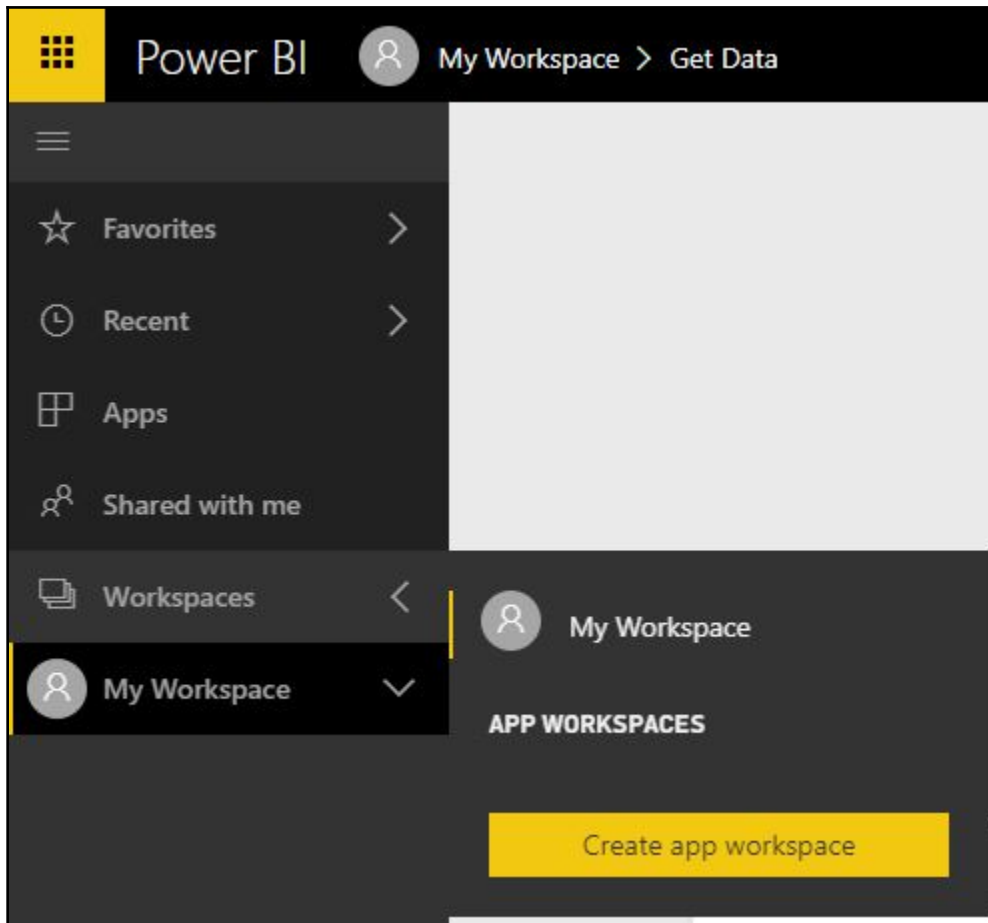 Power BI My Workspace > Get Data
Favorites
Recent
Apps
Shared with me
Workspaces
My Workspace
My Workspace
APP WORKSPACES
Create app workspace